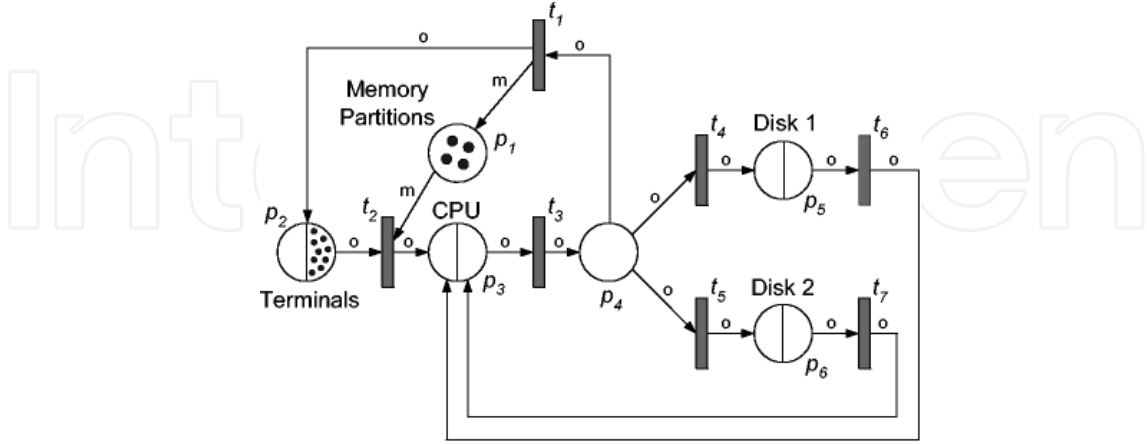 t1
o
o
m
Memory
Partitions
p1
m
t4
Disk 1
t6
o
o
o
p5
o
p2
t2
CPU
t3
o
o
o
o
p3
p4
Terminals
o
t5
Disk 2
t7
o
o
o
p6